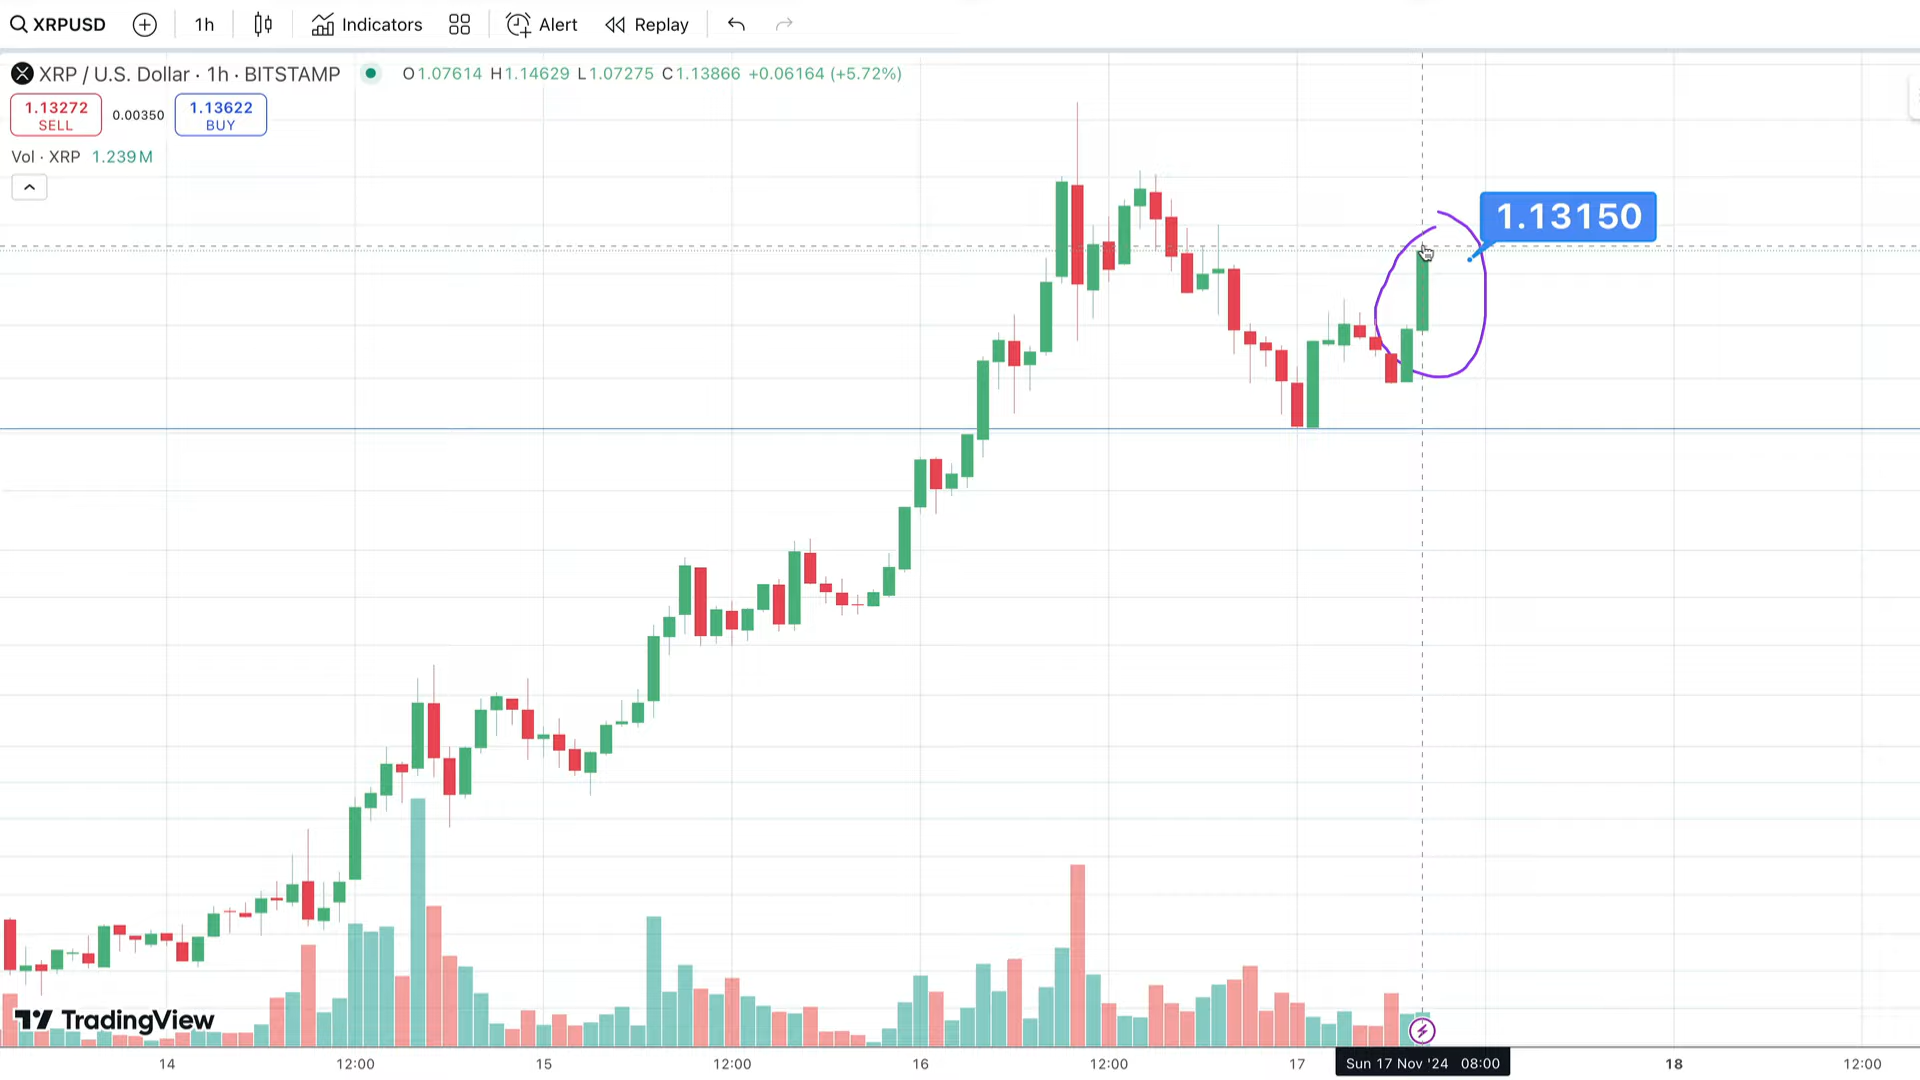 XRPUSD 1h Indicators Alert Replay
XRP / U.S. Dollar · 1h · BITSTAMP O1.07614 H1.14629 L1.07275 C1.13866 +0.06164 (+5.72%)
1.13272 SELL 0.00350 1.13622 BUY
Vol · XRP 1.239 M
1.13150
TradingView
14 12:00 15 12:00 16 12:00 17 Sun 17 Nov '24 08:00 18 12:00